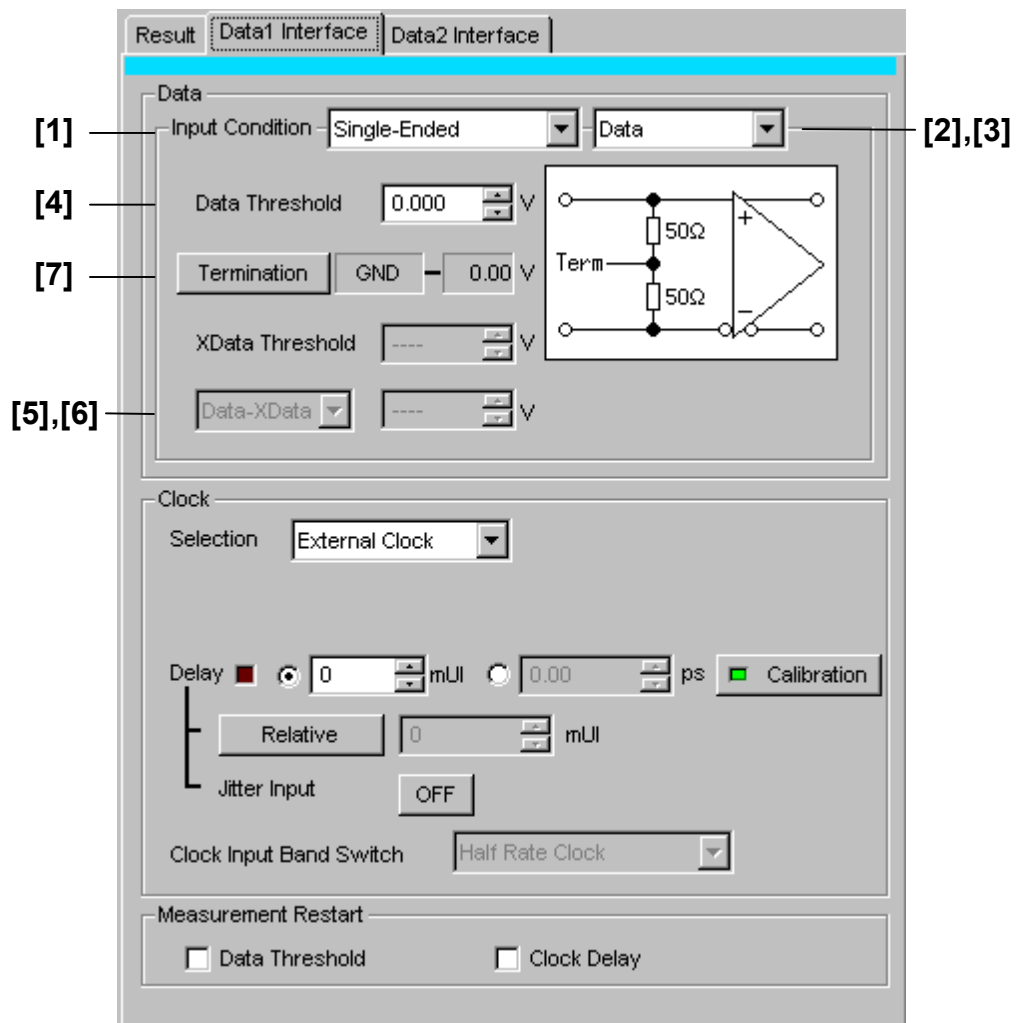 Result Data1 Interface Data2 Interface
Data
[1] Input Condition Single-Ended Data [2],[3]
[4] Data Threshold 0.000 V
50Ω
+
[7] Termination GND 0.00 V Term
50Ω
−
XData Threshold ---- V
[5],[6] Data-XData ---- V
Clock
Selection External Clock
Delay 0 mUI 0.00 ps Calibration
Relative 0 mUI
Jitter Input OFF
Clock Input Band Switch Half Rate Clock
Measurement Restart
Data Threshold Clock Delay